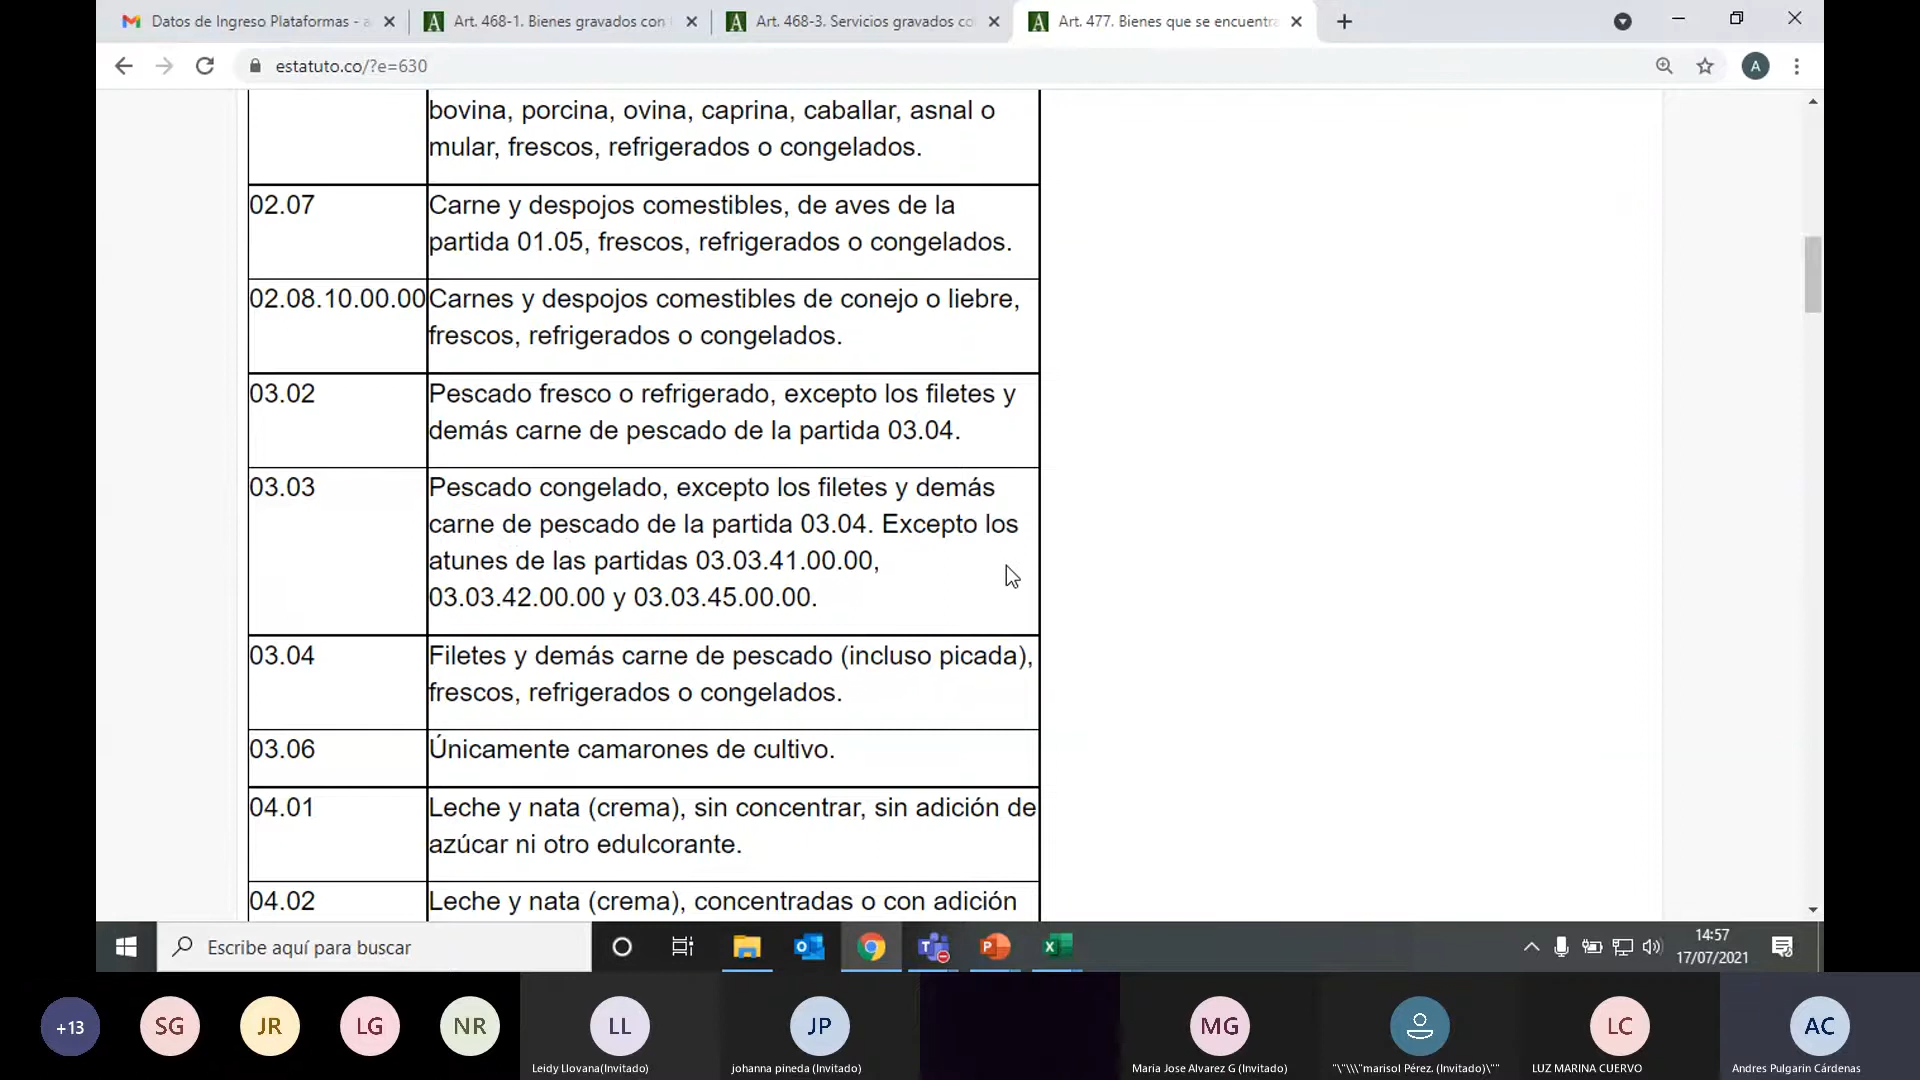 Datos de Ingreso Plataformas - a
Art. 468-1. Bienes gravados con
Art. 468-3. Servicios gravados co
Art. 477. Bienes que se encuentra
estatuto.co/?e=630
A
bovina, porcina, ovina, caprina, caballar, asnal o
mular, frescos, refrigerados o congelados.
02.07
Carne y despojos comestibles, de aves de la
partida 01.05, frescos, refrigerados o congelados.
02.08.10.00.00
Carnes y despojos comestibles de conejo o liebre,
frescos, refrigerados o congelados.
03.02
Pescado fresco o refrigerado, excepto los filetes y
demás carne de pescado de la partida 03.04.
03.03
Pescado congelado, excepto los filetes y demás
carne de pescado de la partida 03.04. Excepto los
atunes de las partidas 03.03.41.00.00,
03.03.42.00.00 y 03.03.45.00.00.
03.04
Filetes y demás carne de pescado (incluso picada),
frescos, refrigerados o congelados.
03.06
Únicamente camarones de cultivo.
04.01
Leche y nata (crema), sin concentrar, sin adición de
azúcar ni otro edulcorante.
04.02
Leche y nata (crema), concentradas o con adición
Escribe aquí para buscar
14:57
17/07/2021
+13
SG
JR
LG
NR
LL
JP
MG
LC
AC
Leidy Llovana(Invitado)
johanna pineda (Invitado)
Maria Jose Alvarez G (Invitado)
"\"\\\"marisol Pérez. (Invitado)\""
LUZ MARINA CUERVO
Andres Pulgarin Cárdenas